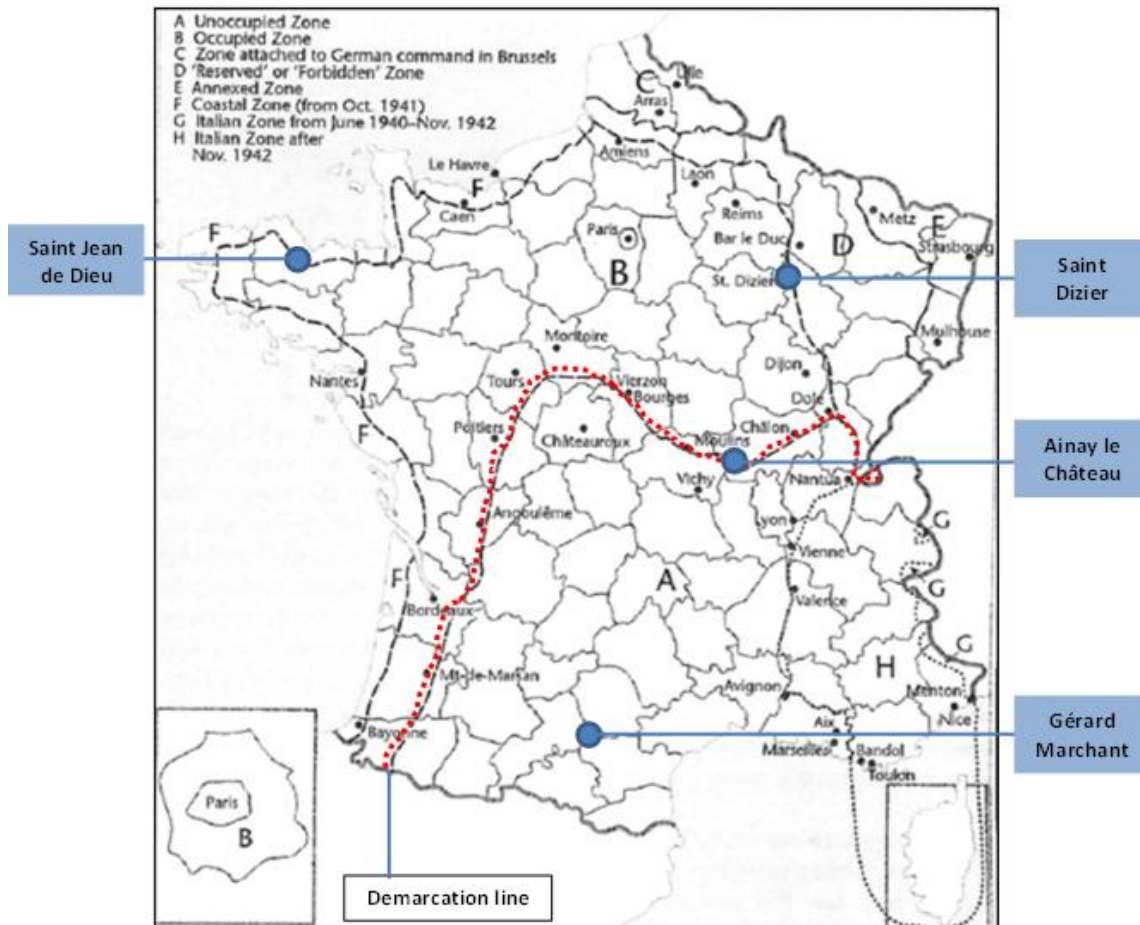 A Unoccupied Zone
B Occupied Zone
C Zone attached to German command in Brussels
D 'Reserved' or 'Forbidden' Zone
E Annexed Zone
F Coastal Zone (from Oct. 1941)
G Italian Zone from June 1940–Nov. 1942
H Italian Zone after
Nov. 1942
C
Lille
Arras
Amiens
Le Havre
F
Caen
Laon
Reims
Metz
E
Strasbourg
Paris
Bar le Duc
D
B
F
Saint Jean
de Dieu
St. Dizier
Saint
Dizier
Mulhouse
Montoire
Nantes
Tours
Vierzon
Bourges
Dijon
Dole
F
Poitiers
Châteauroux
Moulins
Châlon
Ainay le
Château
Vichy
Nantua
Angoulême
Lyon
G
Vienne
F
Bordeaux
A
Valence
G
G
Mt-de-Marsan
H
Avignon
Menton
Nice
Bayonne
Aix
Marseilles
Bandol
Toulon
Gérard
Marchant
Paris
B
Demarcation line